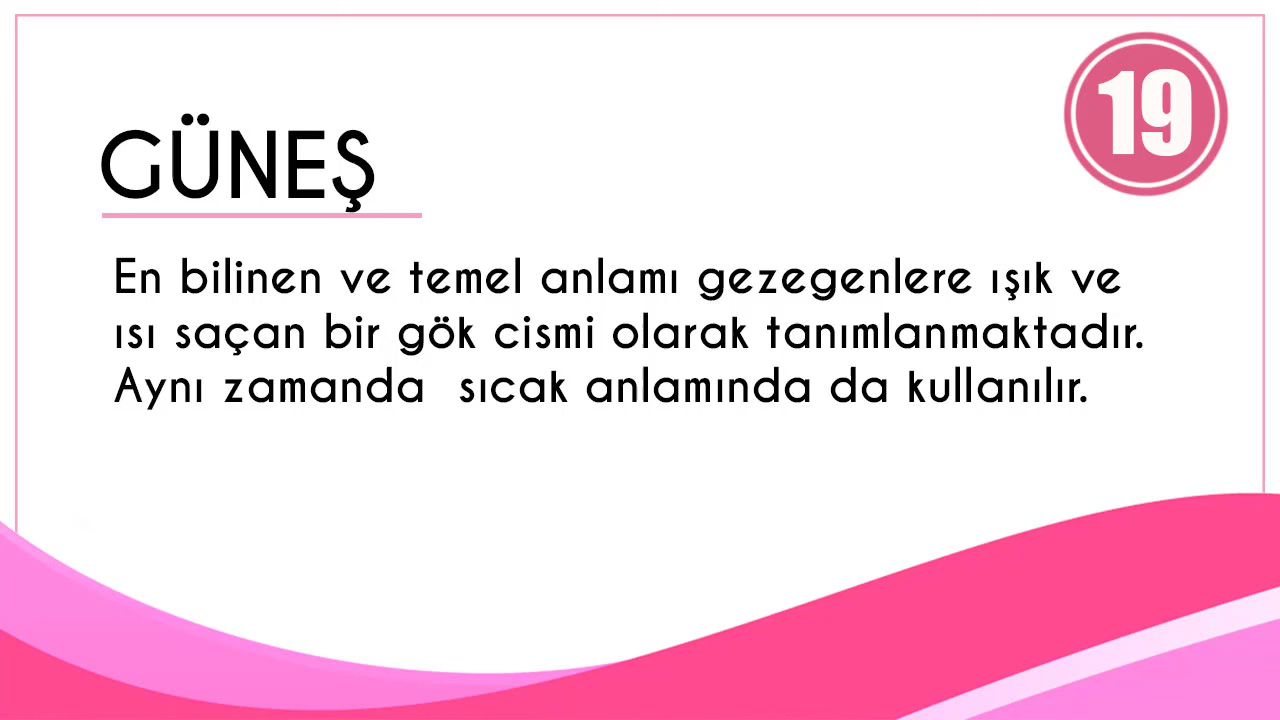 19
GÜNEŞ
En bilinen ve temel anlamı gezegenlere ışık ve
ısı saçan bir gök cismi olarak tanımlanmaktadır.
Aynı zamanda  sıcak anlamında da kullanılır.